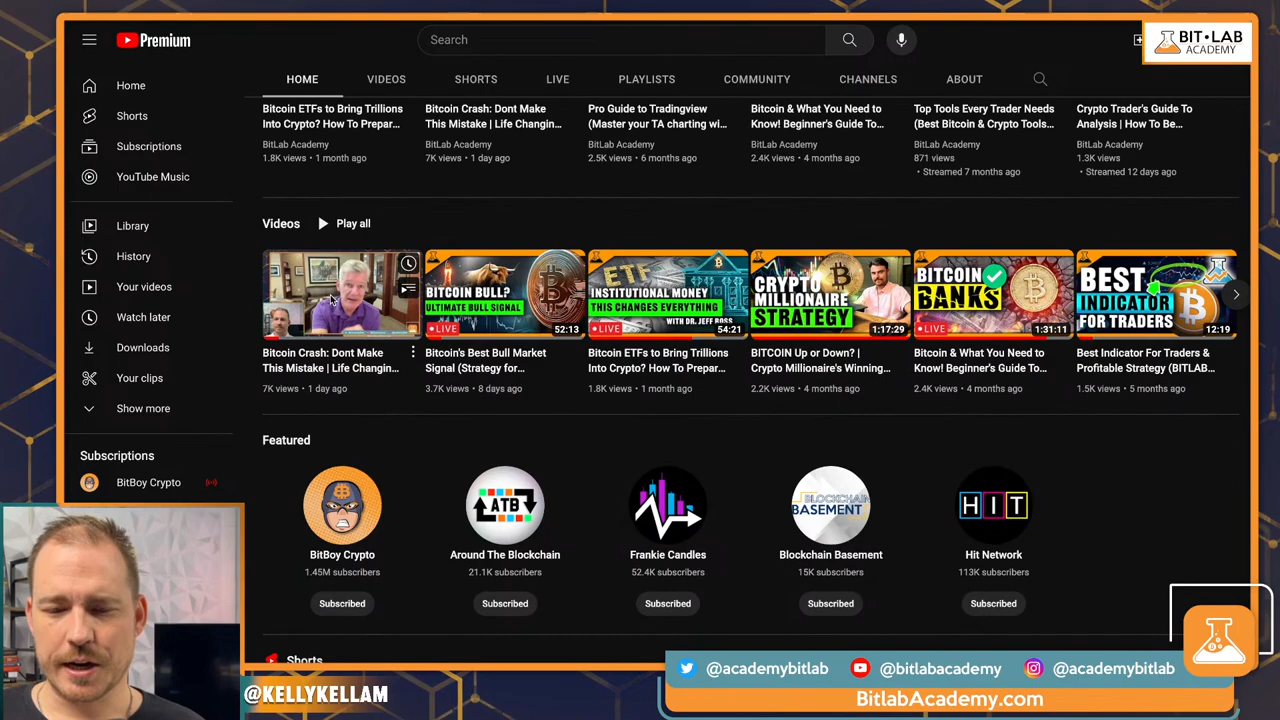 Premium
Search
BIT LAB
ACADEMY
HOME
VIDEOS
SHORTS
LIVE
PLAYLISTS
COMMUNITY
CHANNELS
ABOUT
Home
Shorts
Subscriptions
YouTube Music
Library
History
Your videos
Watch later
Downloads
Your clips
Show more
Subscriptions
BitBoy Crypto
Bitcoin ETFs to Bring Trillions
Into Crypto? How To Prepar...
BitLab Academy
1.8K views • 1 month ago
Bitcoin Crash: Dont Make
This Mistake | Life Changin...
BitLab Academy
7K views • 1 day ago
Pro Guide to Tradingview
(Master your TA charting wi...
BitLab Academy
2.5K views • 6 months ago
Bitcoin & What You Need to
Know! Beginner's Guide To...
BitLab Academy
2.4K views • 4 months ago
Top Tools Every Trader Needs
(Best Bitcoin & Crypto Tools...
BitLab Academy
871 views
• Streamed 7 months ago
Crypto Trader's Guide To
Analysis | How To Be...
BitLab Academy
1.3K views
• Streamed 12 days ago
Videos
Play all
Bitcoin Crash: Dont Make
This Mistake | Life Changin...
7K views • 1 day ago
BITCOIN BULL?
ULTIMATE BULL SIGNAL
LIVE
52:13
Bitcoin's Best Bull Market
Signal (Strategy for...
3.7K views • 8 days ago
ETF
INSTITUTIONAL MONEY
THIS CHANGES EVERYTHING
WITH DR. JEFF ROSS
LIVE
54:21
Bitcoin ETFs to Bring Trillions
Into Crypto? How To Prepar...
1.8K views • 1 month ago
CRYPTO
MILLIONAIRE
STRATEGY
1:17:29
BITCOIN Up or Down? |
Crypto Millionaire's Winning...
2.2K views • 4 months ago
BITCOIN
BANKS
LIVE
1:31:11
Bitcoin & What You Need to
Know! Beginner's Guide To...
2.4K views • 4 months ago
BEST
INDICATOR
FOR TRADERS
12:19
Best Indicator For Traders &
Profitable Strategy (BITLAB...
1.5K views • 5 months ago
Featured
BitBoy Crypto
1.45M subscribers
Subscribed
ATB
Around The Blockchain
21.1K subscribers
Subscribed
Frankie Candles
52.4K subscribers
Subscribed
BLOCKCHAIN
BASEMENT
Blockchain Basement
15K subscribers
Subscribed
HIT
Hit Network
113K subscribers
Subscribed
Shorts
@KELLYKELLAM
@academybitlab
@bitlabacademy
@academybitlab
BitlabAcademy.com